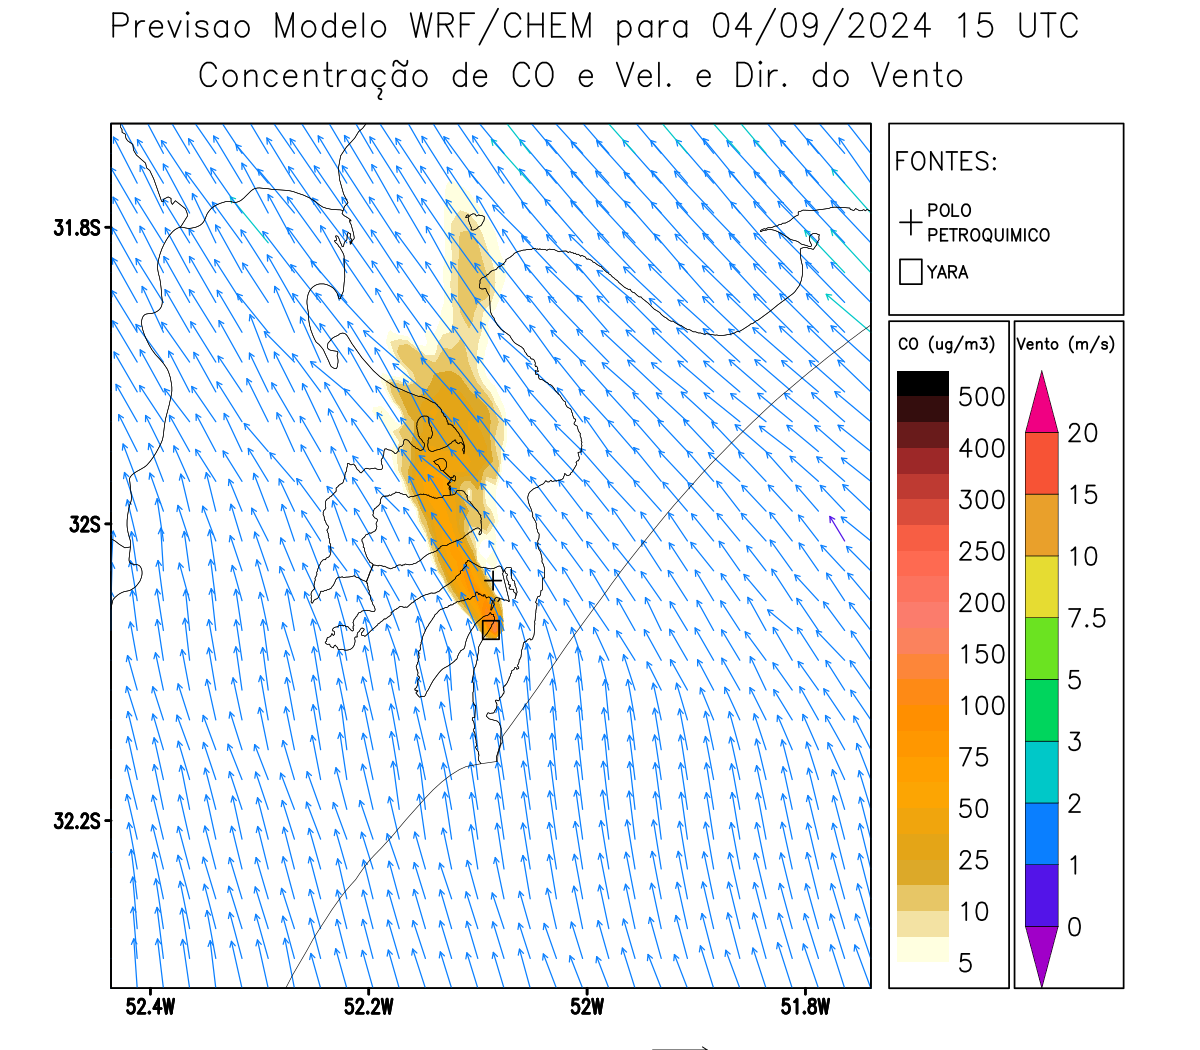 Previsao Modelo WRF/CHEM para 04/09/2024 15 UTC
Concentração de CO e Vel. e Dir. do Vento
FONTES:
POLO
PETROQUIMICO
YARA
31.8S
32S
32.2S
52.4W
52.2W
52W
51.8W
CO (ug/m3)
500
400
300
250
200
150
100
75
50
25
10
5
Vento (m/s)
20
15
10
7.5
5
3
2
1
0